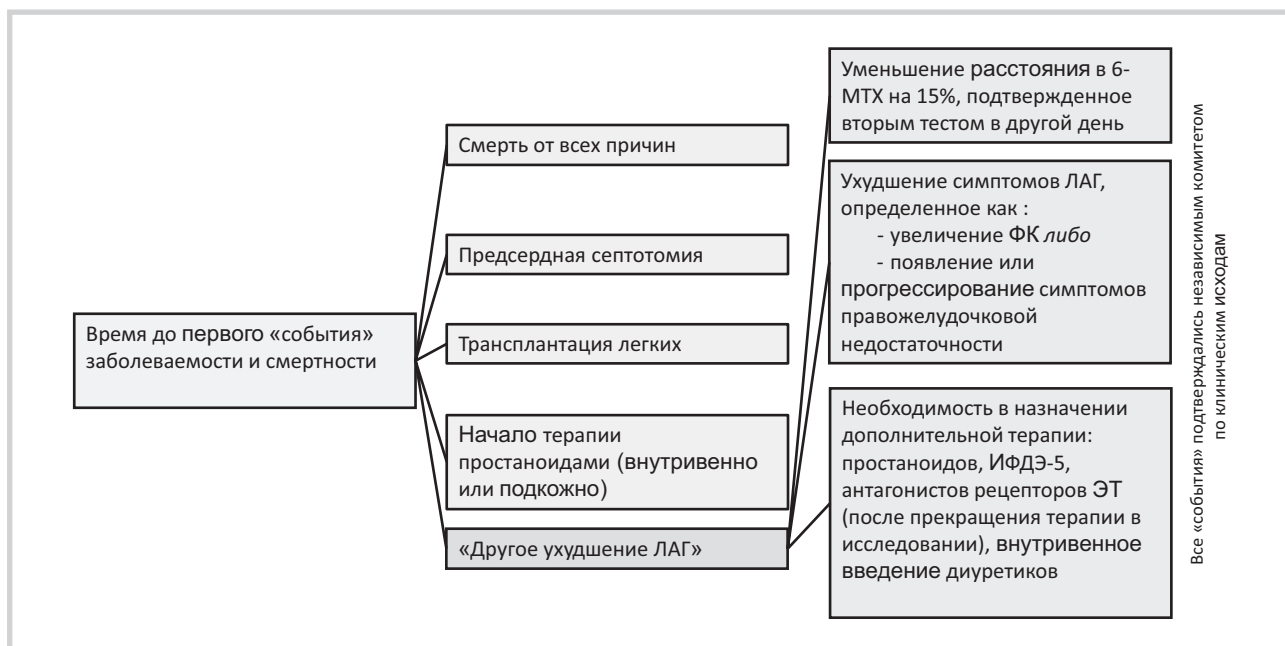 Время до первого «события»
заболеваемости и смертности
Смерть от всех причин
Предсердная септотомия
Трансплантация легких
Начало терапии
простаноидами (внутривенно
или подкожно)
«Другое ухудшение ЛАГ»
Уменьшение расстояния в 6-
МТХ на 15%, подтвержденное
вторым тестом в другой день
Ухудшение симптомов ЛАГ,
определенное как :
- увеличение ФК либо
- появление или
прогрессирование симптомов
правожелудочковой
недостаточности
Необходимость в назначении
дополнительной терапии:
простаноидов, ИФДЭ-5,
антагонистов рецепторов ЭТ
(после прекращения терапии в
исследовании), внутривенное
введение диуретиков
Все «события» подтверждались независимым комитетом
по клиническим исходам